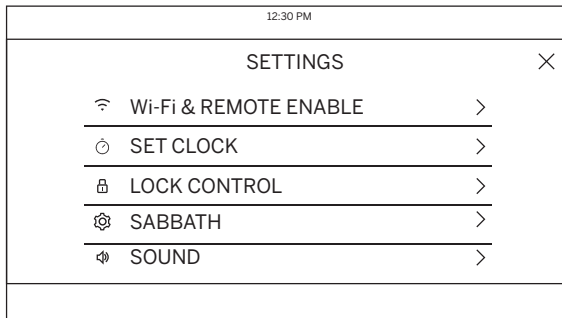 12:30 PM
SETTINGS
Wi-Fi & REMOTE ENABLE
SET CLOCK
LOCK CONTROL
SABBATH
SOUND